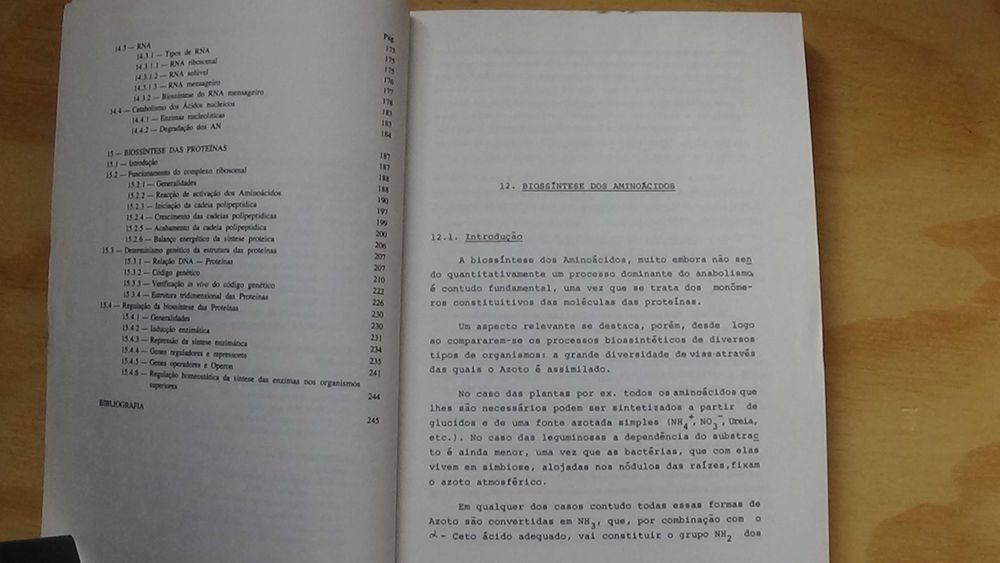 Pág.
14.3 — RNA 175
14.3.1 — Tipos de RNA 175
14.3.1.1 — RNA ribosomal 175
14.3.1.2 — RNA solúvel 176
14.3.1.3 — RNA mensageiro 177
14.3.2 — Biossíntese do RNA mensageiro 178
14.4 — Catabolismo dos Ácidos nucleicos 183
14.4.1 — Enzimas nucleolíticas 183
14.4.2 — Degradação dos AN 184
15 — BIOSSÍNTESE DAS PROTEÍNAS 187
15.1 — Introdução 187
15.2 — Funcionamento do complexo ribosomal 188
15.2.1 — Generalidades 188
15.2.2 — Reacção de activação dos Aminoácidos 190
15.2.3 — Iniciação da cadeia polipeptídica 197
15.2.4 — Crescimento das cadeias polipeptídicas 199
15.2.5 — Acabamento da cadeia polipeptídica 200
15.2.6 — Balanço energético da síntese proteica 206
15.3 — Determinismo genético da estrutura das proteínas 207
15.3.1 — Relação DNA — Proteínas 207
15.3.2 — Código genético 210
15.3.3 — Verificação in vivo do código genético 222
15.3.4 — Estrutura tridimensional das Proteínas 226
15.4 — Regulação da biossíntese das Proteínas 230
15.4.1 — Generalidades 230
15.4.2 — Indução enzimática 231
15.4.3 — Repressão da síntese enzimática 234
15.4.4 — Genes reguladores e repressores 235
15.4.5 — Genes operadores e Operon 241
15.4.6 — Regulação homeostática da síntese das enzimas nos organismos
superiores 244
BIBLIOGRAFIA 245
12. BIOSSÍNTESE DOS AMINOÁCIDOS
12.1. Introdução
A biossíntese dos Aminoácidos, muito embora não sen
do quantitativamente um processo dominante do anabolismo,
é contudo fundamental, uma vez que se trata dos monóme-
ros constituitivos das moléculas das proteínas.
Um aspecto relevante se destaca, porém, desde logo
ao compararem-se os processos biossintéticos de diversos
tipos de organismos: a grande diversidade de vias através
das quais o Azoto é assimilado.
No caso das plantas por ex. todos os aminoácidos que
lhes são necessários podem ser sintetizados a partir de
glucidos e de uma fonte azotada simples (NH₄⁺, NO₃⁻, Ureia,
etc.). No caso das leguminosas a dependência do substrac
to é ainda menor, uma vez que as bactérias, que com elas
vivem em simbiose, alojadas nos nódulos das raízes, fixam
o azoto atmosférico.
Em qualquer dos casos contudo todas essas formas de
Azoto são convertidas em NH₃, que, por combinação com o
α - Ceto ácido adequado, vai constituir o grupo NH₂ dos